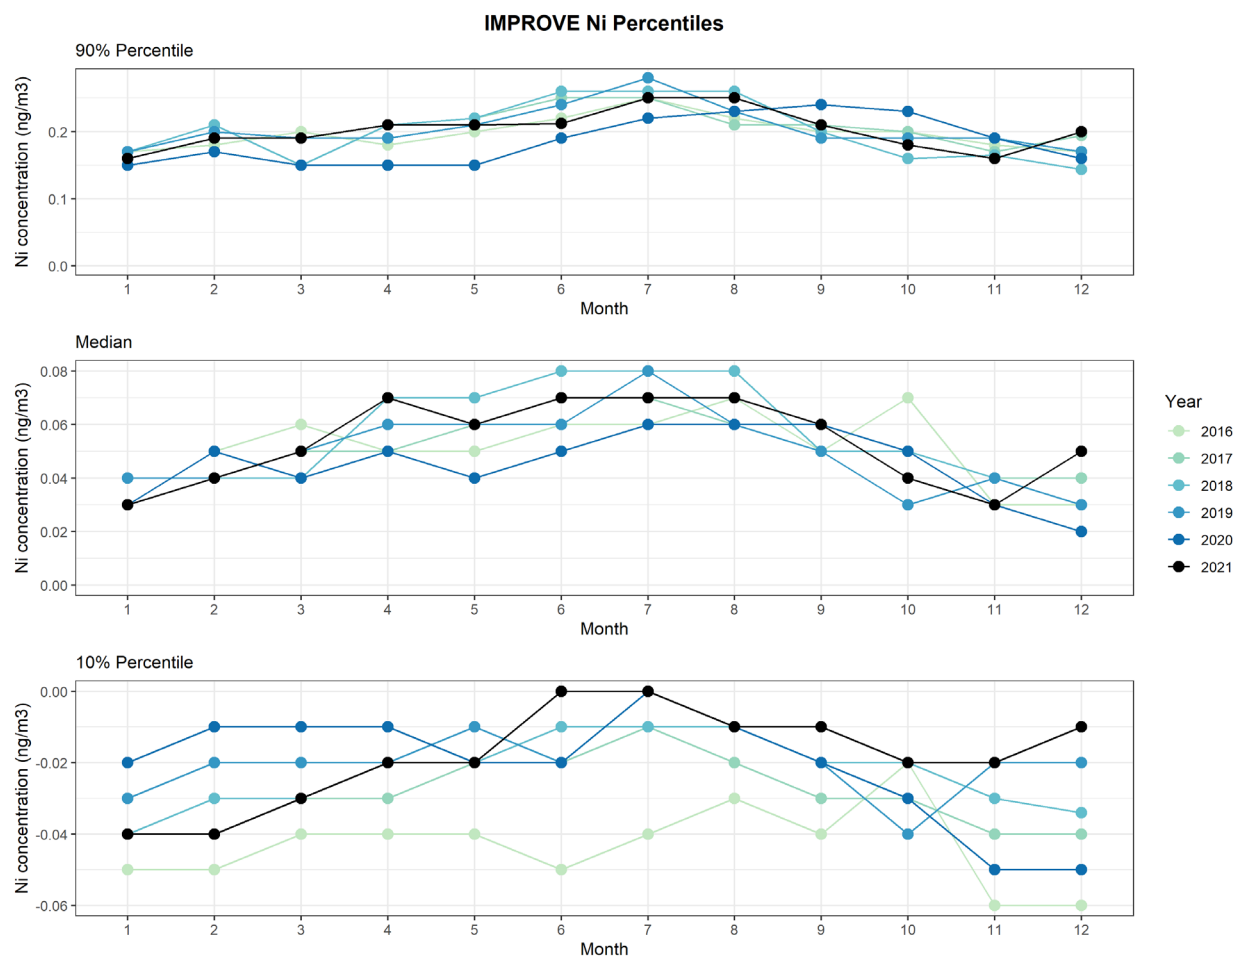 IMPROVE Ni Percentiles
90% Percentile
Ni concentration (ng/m3)
0.2
0.1
0.0
1 2 3 4 5 6 7 8 9 10 11 12
Month
Median
Ni concentration (ng/m3)
0.08
0.06
0.04
0.02
0.00
1 2 3 4 5 6 7 8 9 10 11 12
Month
10% Percentile
Ni concentration (ng/m3)
0.00
-0.02
-0.04
-0.06
1 2 3 4 5 6 7 8 9 10 11 12
Month
Year
2016
2017
2018
2019
2020
2021